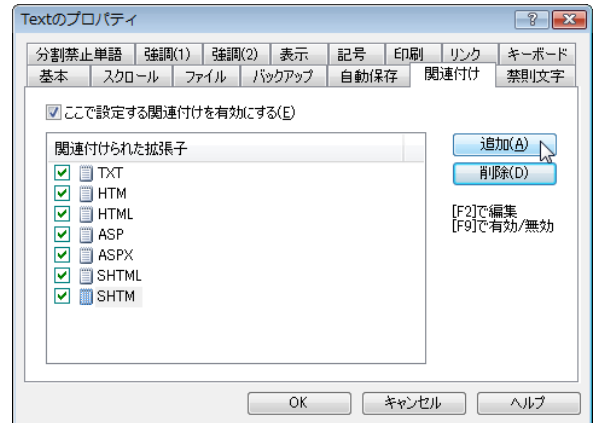 Textのプロパティ
分割禁止単語 強調(1) 強調(2) 表示 記号 印刷 リンク キーボード
基本 スクロール ファイル バックアップ 自動保存 関連付け 禁則文字
ここで設定する関連付けを有効にする(E)
関連付けられた拡張子
追加(A)
TXT
削除(D)
HTM
HTML
[F2]で編集
[F9]で有効/無効
ASP
ASPX
SHTML
SHTM
OK キャンセル ヘルプ